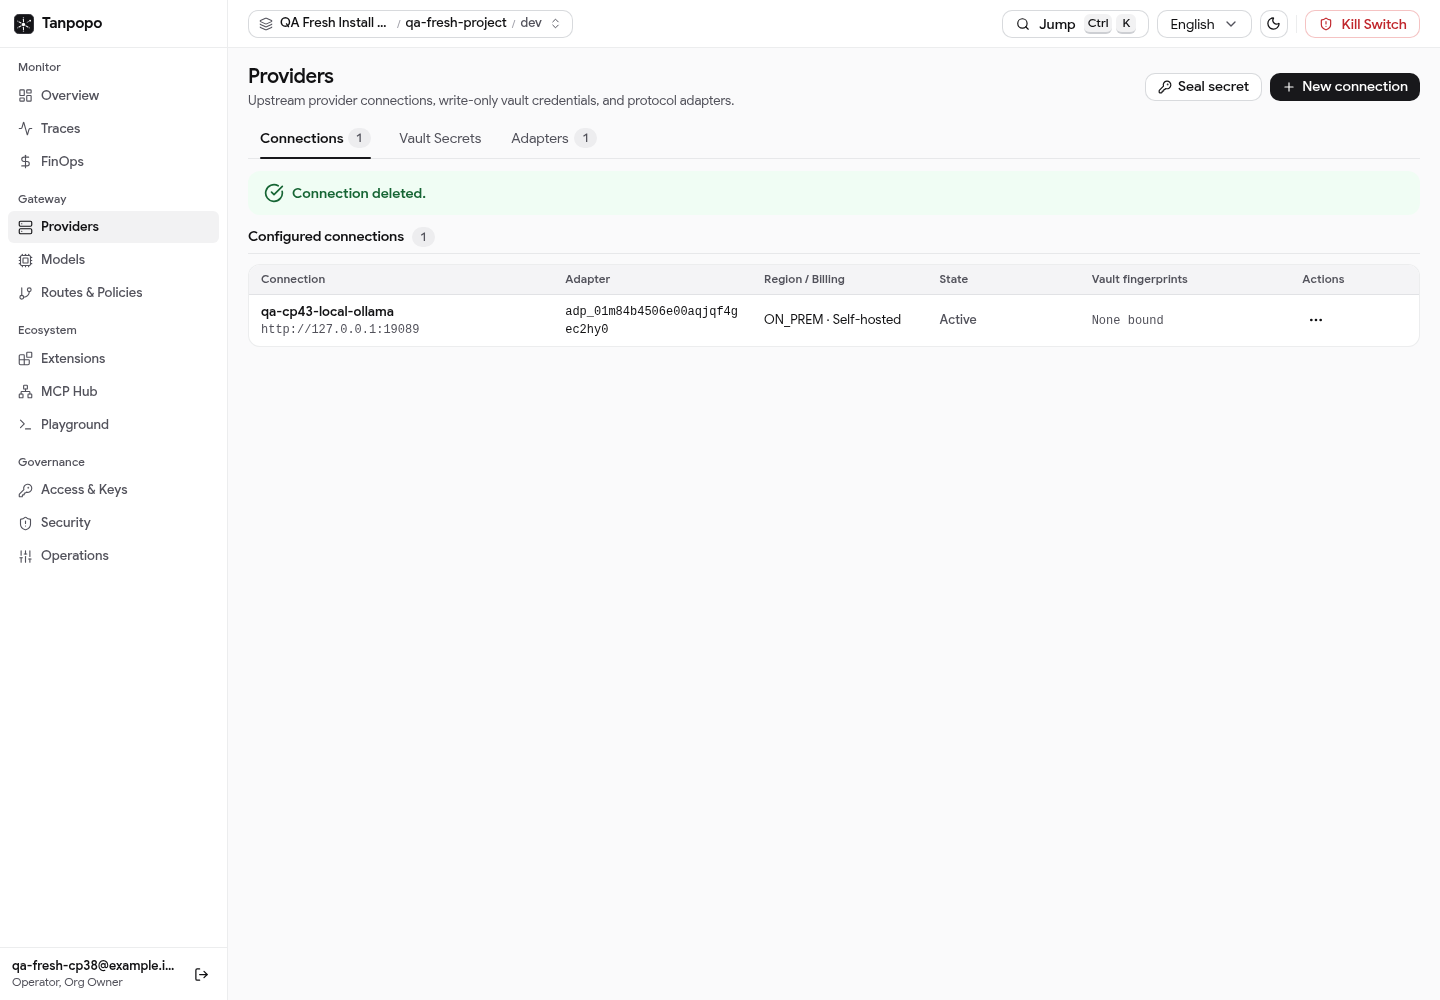 Tanpopo
Monitor
Overview
Traces
FinOps
Gateway
Providers
Models
Routes & Policies
Ecosystem
Extensions
MCP Hub
Playground
Governance
Access & Keys
Security
Operations
qa-fresh-cp38@example.i...
Operator, Org Owner
QA Fresh Install ... / qa-fresh-project / dev
Jump Ctrl K
English
Kill Switch
Providers
Upstream provider connections, write-only vault credentials, and protocol adapters.
Seal secret
New connection
Connections 1
Vault Secrets
Adapters 1
Connection deleted.
Configured connections 1
Connection Adapter Region / Billing State Vault fingerprints Actions
qa-cp43-local-ollama
http://127.0.0.1:19089
adp_01m84b4506e00aqjqf4g
ec2hy0
ON_PREM · Self-hosted
Active
None bound